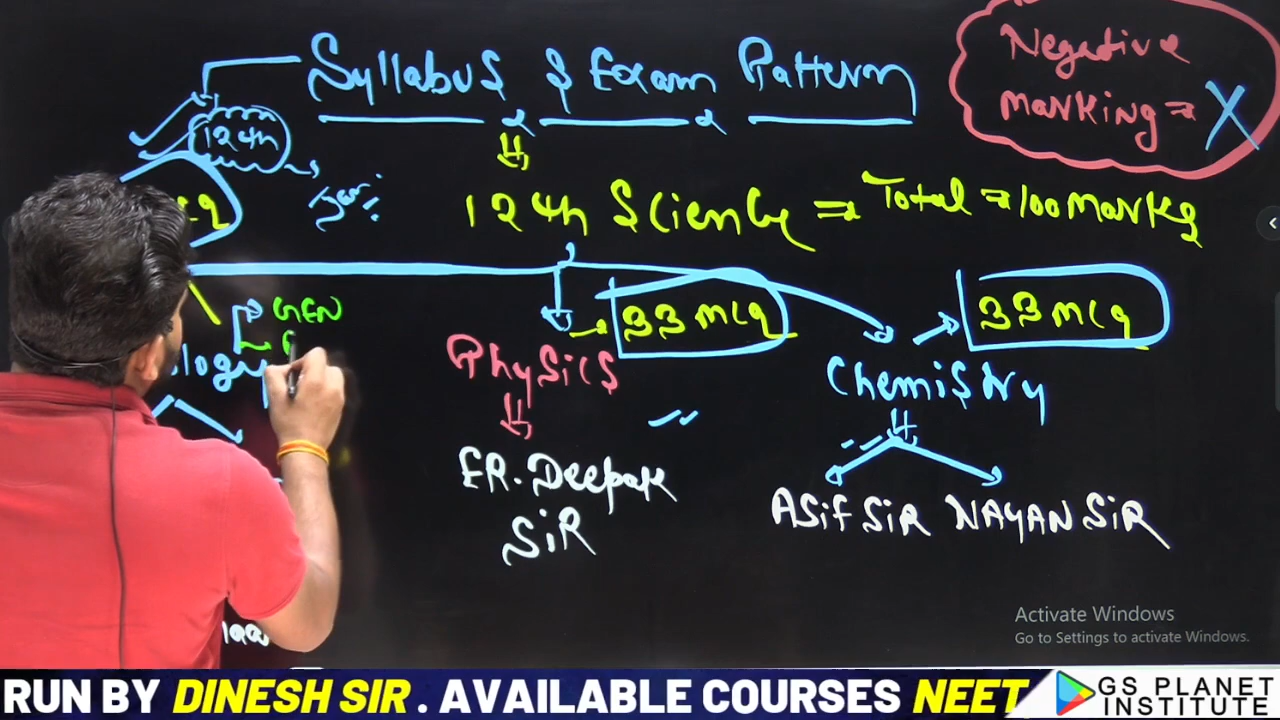 Syllabus & Exam Pattern
Negative
marking => X
12th
50%
12th Science => Total => 100 Marks
33 mcq
33 mcq
GEN
Physics
Chemistry
ER. Deepak
SiR
ASif SiR NAYAN SiR
Activate Windows
Go to Settings to activate Windows.
RUN BY DINESH SIR . AVAILABLE COURSES NEET
GS PLANET
INSTITUTE